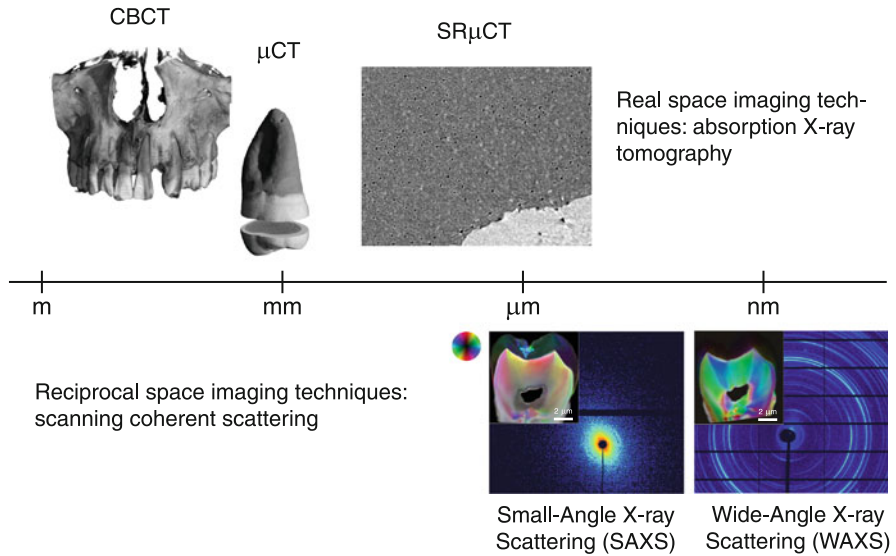 CBCT
μCT
SRμCT
Real space imaging tech-
niques: absorption X-ray
tomography
m
mm
μm
nm
Reciprocal space imaging techniques:
scanning coherent scattering
2 μm
2 μm
Small-Angle X-ray
Scattering (SAXS)
Wide-Angle X-ray
Scattering (WAXS)